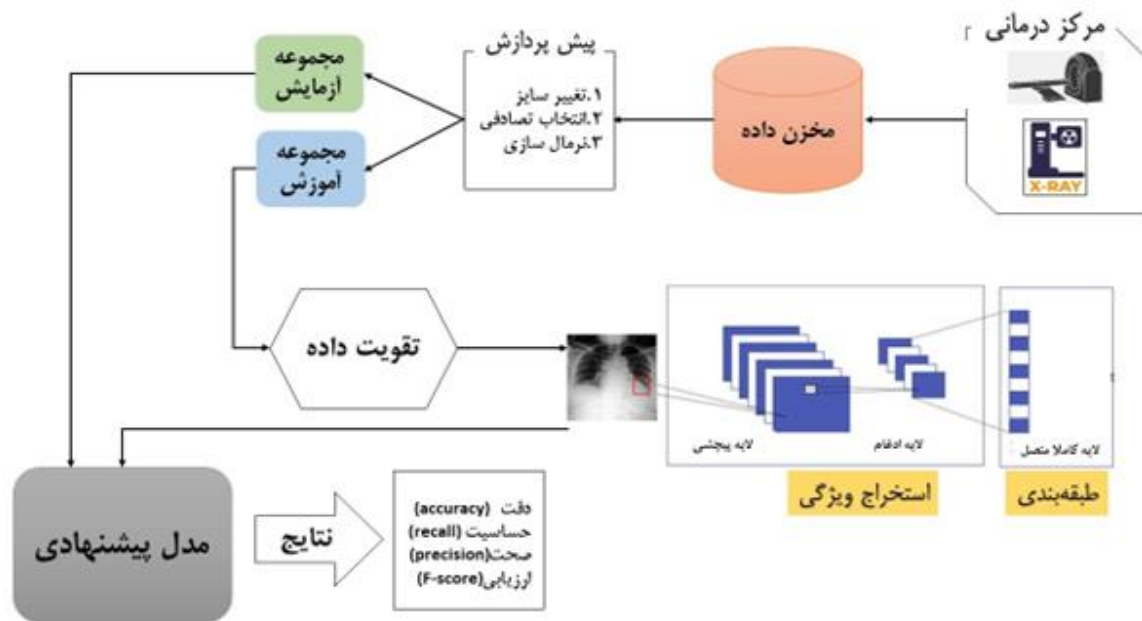 مرکز درمانی
X-RAY
مخزن داده
پیش پردازش
۱.تغییر سایز
۲.انتخاب تصادفی
۳.نرمال سازی
مجموعه
آزمایش
مجموعه
آموزش
تقویت داده
لایه پیچشی
لایه ادغام
لایه کاملا متصل
استخراج ویژگی
طبقه‌بندی
مدل پیشنهادی
نتایج
دقت (accuracy)
حساسیت (recall)
صحت(precision)
ارزیابی(F-score)